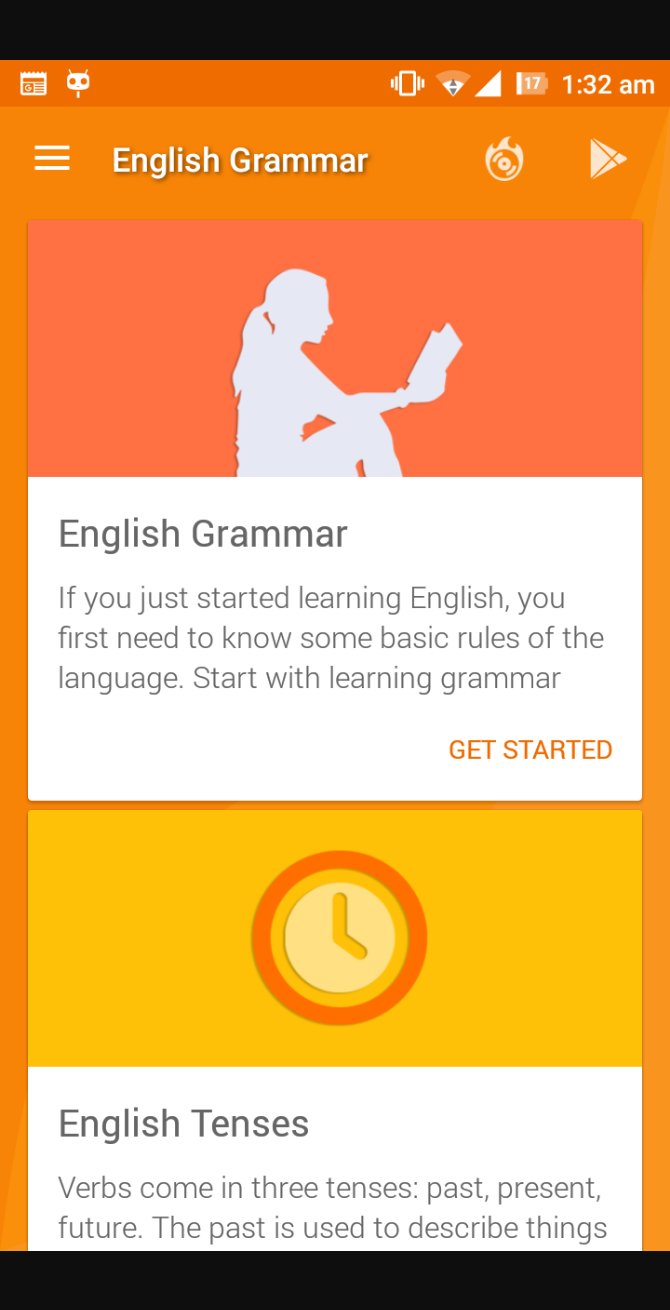 17 1:32 am
English Grammar
English Grammar
If you just started learning English, you
first need to know some basic rules of the
language. Start with learning grammar
GET STARTED
English Tenses
Verbs come in three tenses: past, present,
future. The past is used to describe things